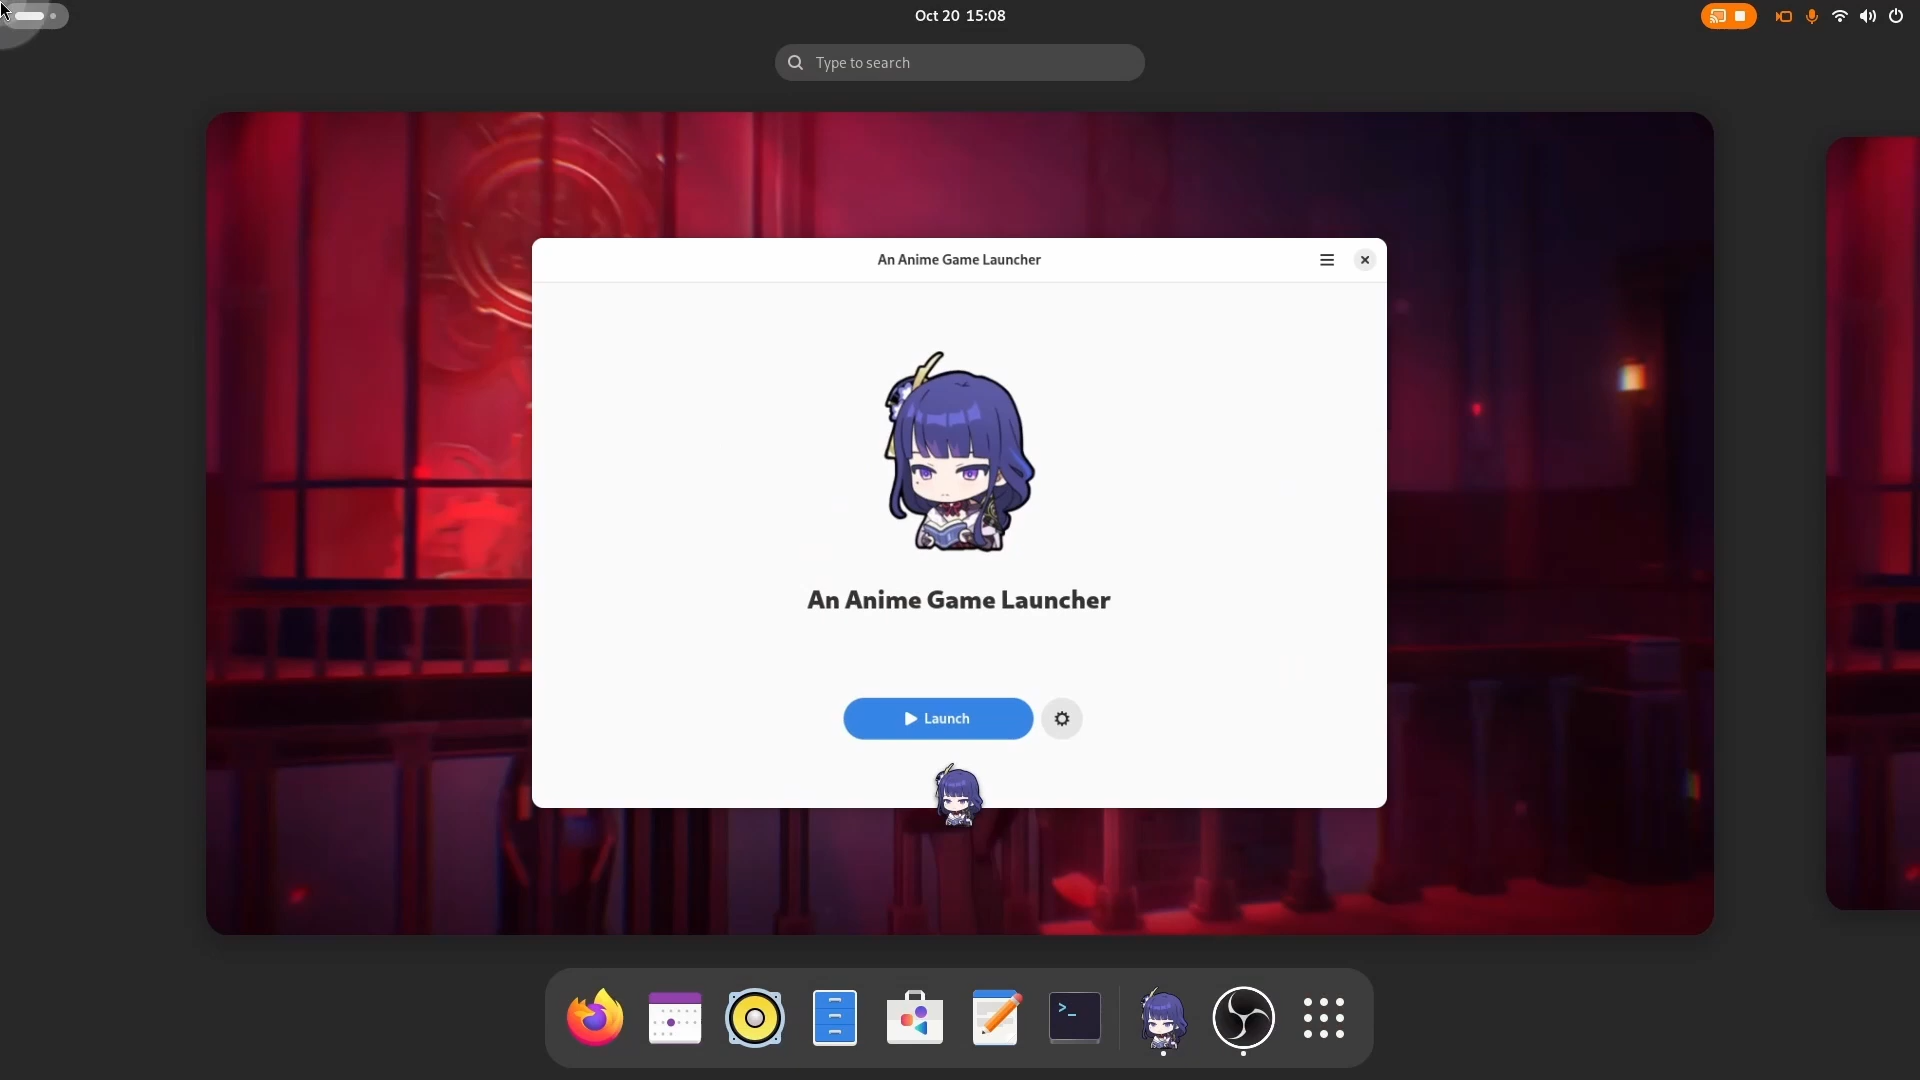 Oct 20 15:08
Type to search
An Anime Game Launcher
An Anime Game Launcher
Launch
>_